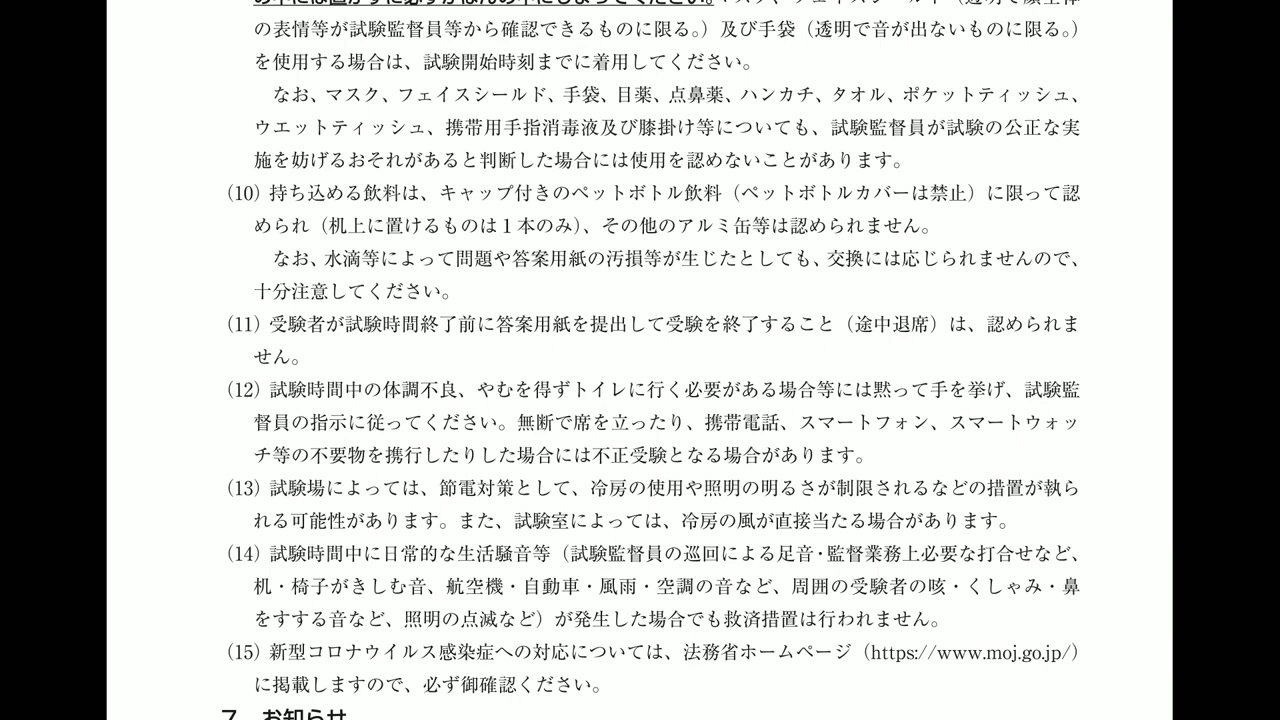 の表情等が試験監督員等から確認できるものに限る。）及び手袋（透明で音が出ないものに限る。）
を使用する場合は、試験開始時刻までに着用してください。
なお、マスク、フェイスシールド、手袋、目薬、点鼻薬、ハンカチ、タオル、ポケットティッシュ、
ウエットティッシュ、携帯用手指消毒液及び膝掛け等についても、試験監督員が試験の公正な実
施を妨げるおそれがあると判断した場合には使用を認めないことがあります。
（10）持ち込める飲料は、キャップ付きのペットボトル飲料（ペットボトルカバーは禁止）に限って認
められ（机上に置けるものは１本のみ）、その他のアルミ缶等は認められません。
なお、水滴等によって問題や答案用紙の汚損等が生じたとしても、交換には応じられませんので、
十分注意してください。
（11）受験者が試験時間終了前に答案用紙を提出して受験を終了すること（途中退席）は、認められま
せん。
（12）試験時間中の体調不良、やむを得ずトイレに行く必要がある場合等には黙って手を挙げ、試験監
督員の指示に従ってください。無断で席を立ったり、携帯電話、スマートフォン、スマートウォッ
チ等の不要物を携行したりした場合には不正受験となる場合があります。
（13）試験場によっては、節電対策として、冷房の使用や照明の明るさが制限されるなどの措置が執ら
れる可能性があります。また、試験室によっては、冷房の風が直接当たる場合があります。
（14）試験時間中に日常的な生活騒音等（試験監督員の巡回による足音・監督業務上必要な打合せなど、
机・椅子がきしむ音、航空機・自動車・風雨・空調の音など、周囲の受験者の咳・くしゃみ・鼻
をすする音など、照明の点滅など）が発生した場合でも救済措置は行われません。
（15）新型コロナウイルス感染症への対応については、法務省ホームページ（https://www.moj.go.jp/）
に掲載しますので、必ず御確認ください。
７　お知らせ